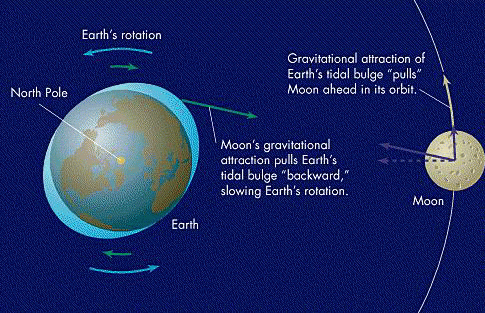 Earth's rotation
North Pole
Gravitational attraction of
Earth's tidal bulge "pulls"
Moon ahead in its orbit.
Moon's gravitational
attraction pulls Earth's
tidal bulge "backward,"
slowing Earth's rotation.
Moon
Earth